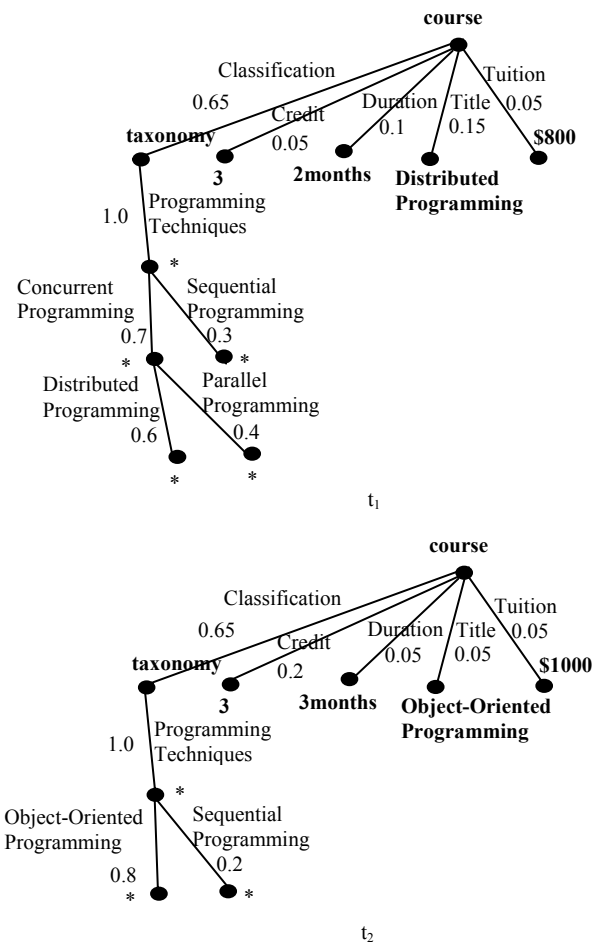 course
Classification
Tuition
0.65
Credit
Duration
Title
0.05
0.05
0.1
0.15
taxonomy
$800
3
2months
Distributed
Programming
1.0
Programming
Techniques
*
Concurrent
Programming
Sequential
Programming
0.7
0.3
*
*
Distributed
Programming
Parallel
Programming
0.6
0.4
*
*
t1
course
Classification
Tuition
0.65
Credit
Duration
Title
0.05
0.2
0.05
0.05
taxonomy
$1000
3
3months
Object-Oriented
Programming
1.0
Programming
Techniques
*
Object-Oriented
Programming
Sequential
Programming
0.8
0.2
*
*
t2